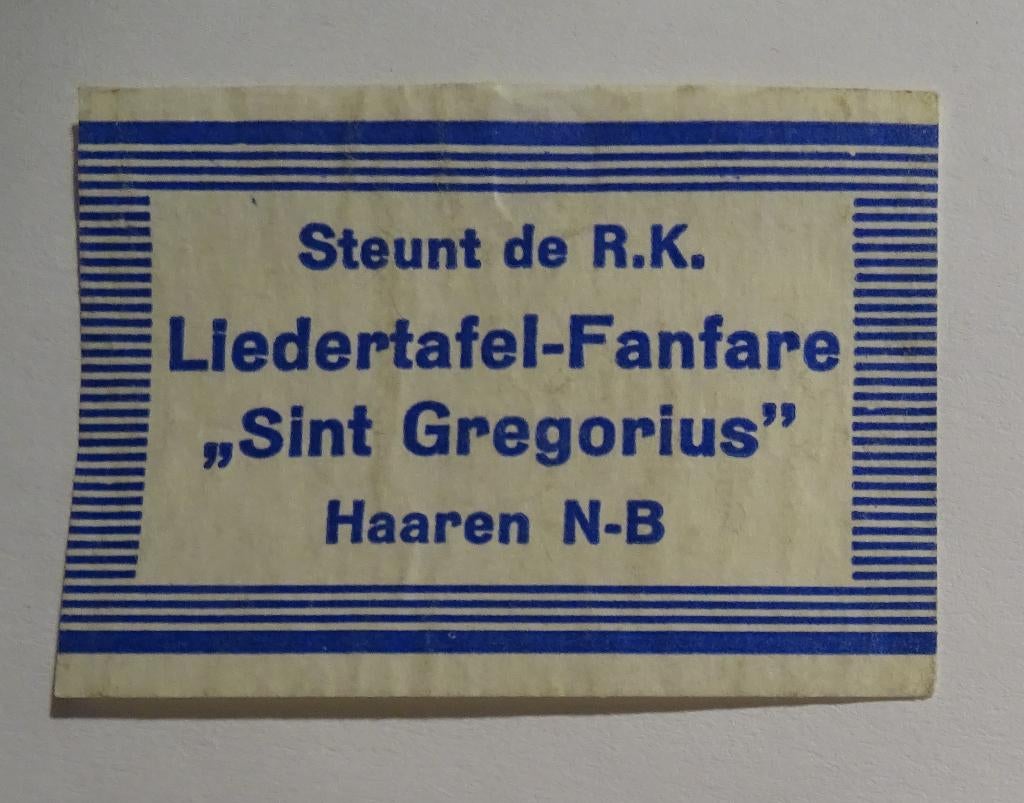 Steunt de R.K.
Liedertafel-Fanfare
„Sint Gregorius”
Haaren N-B